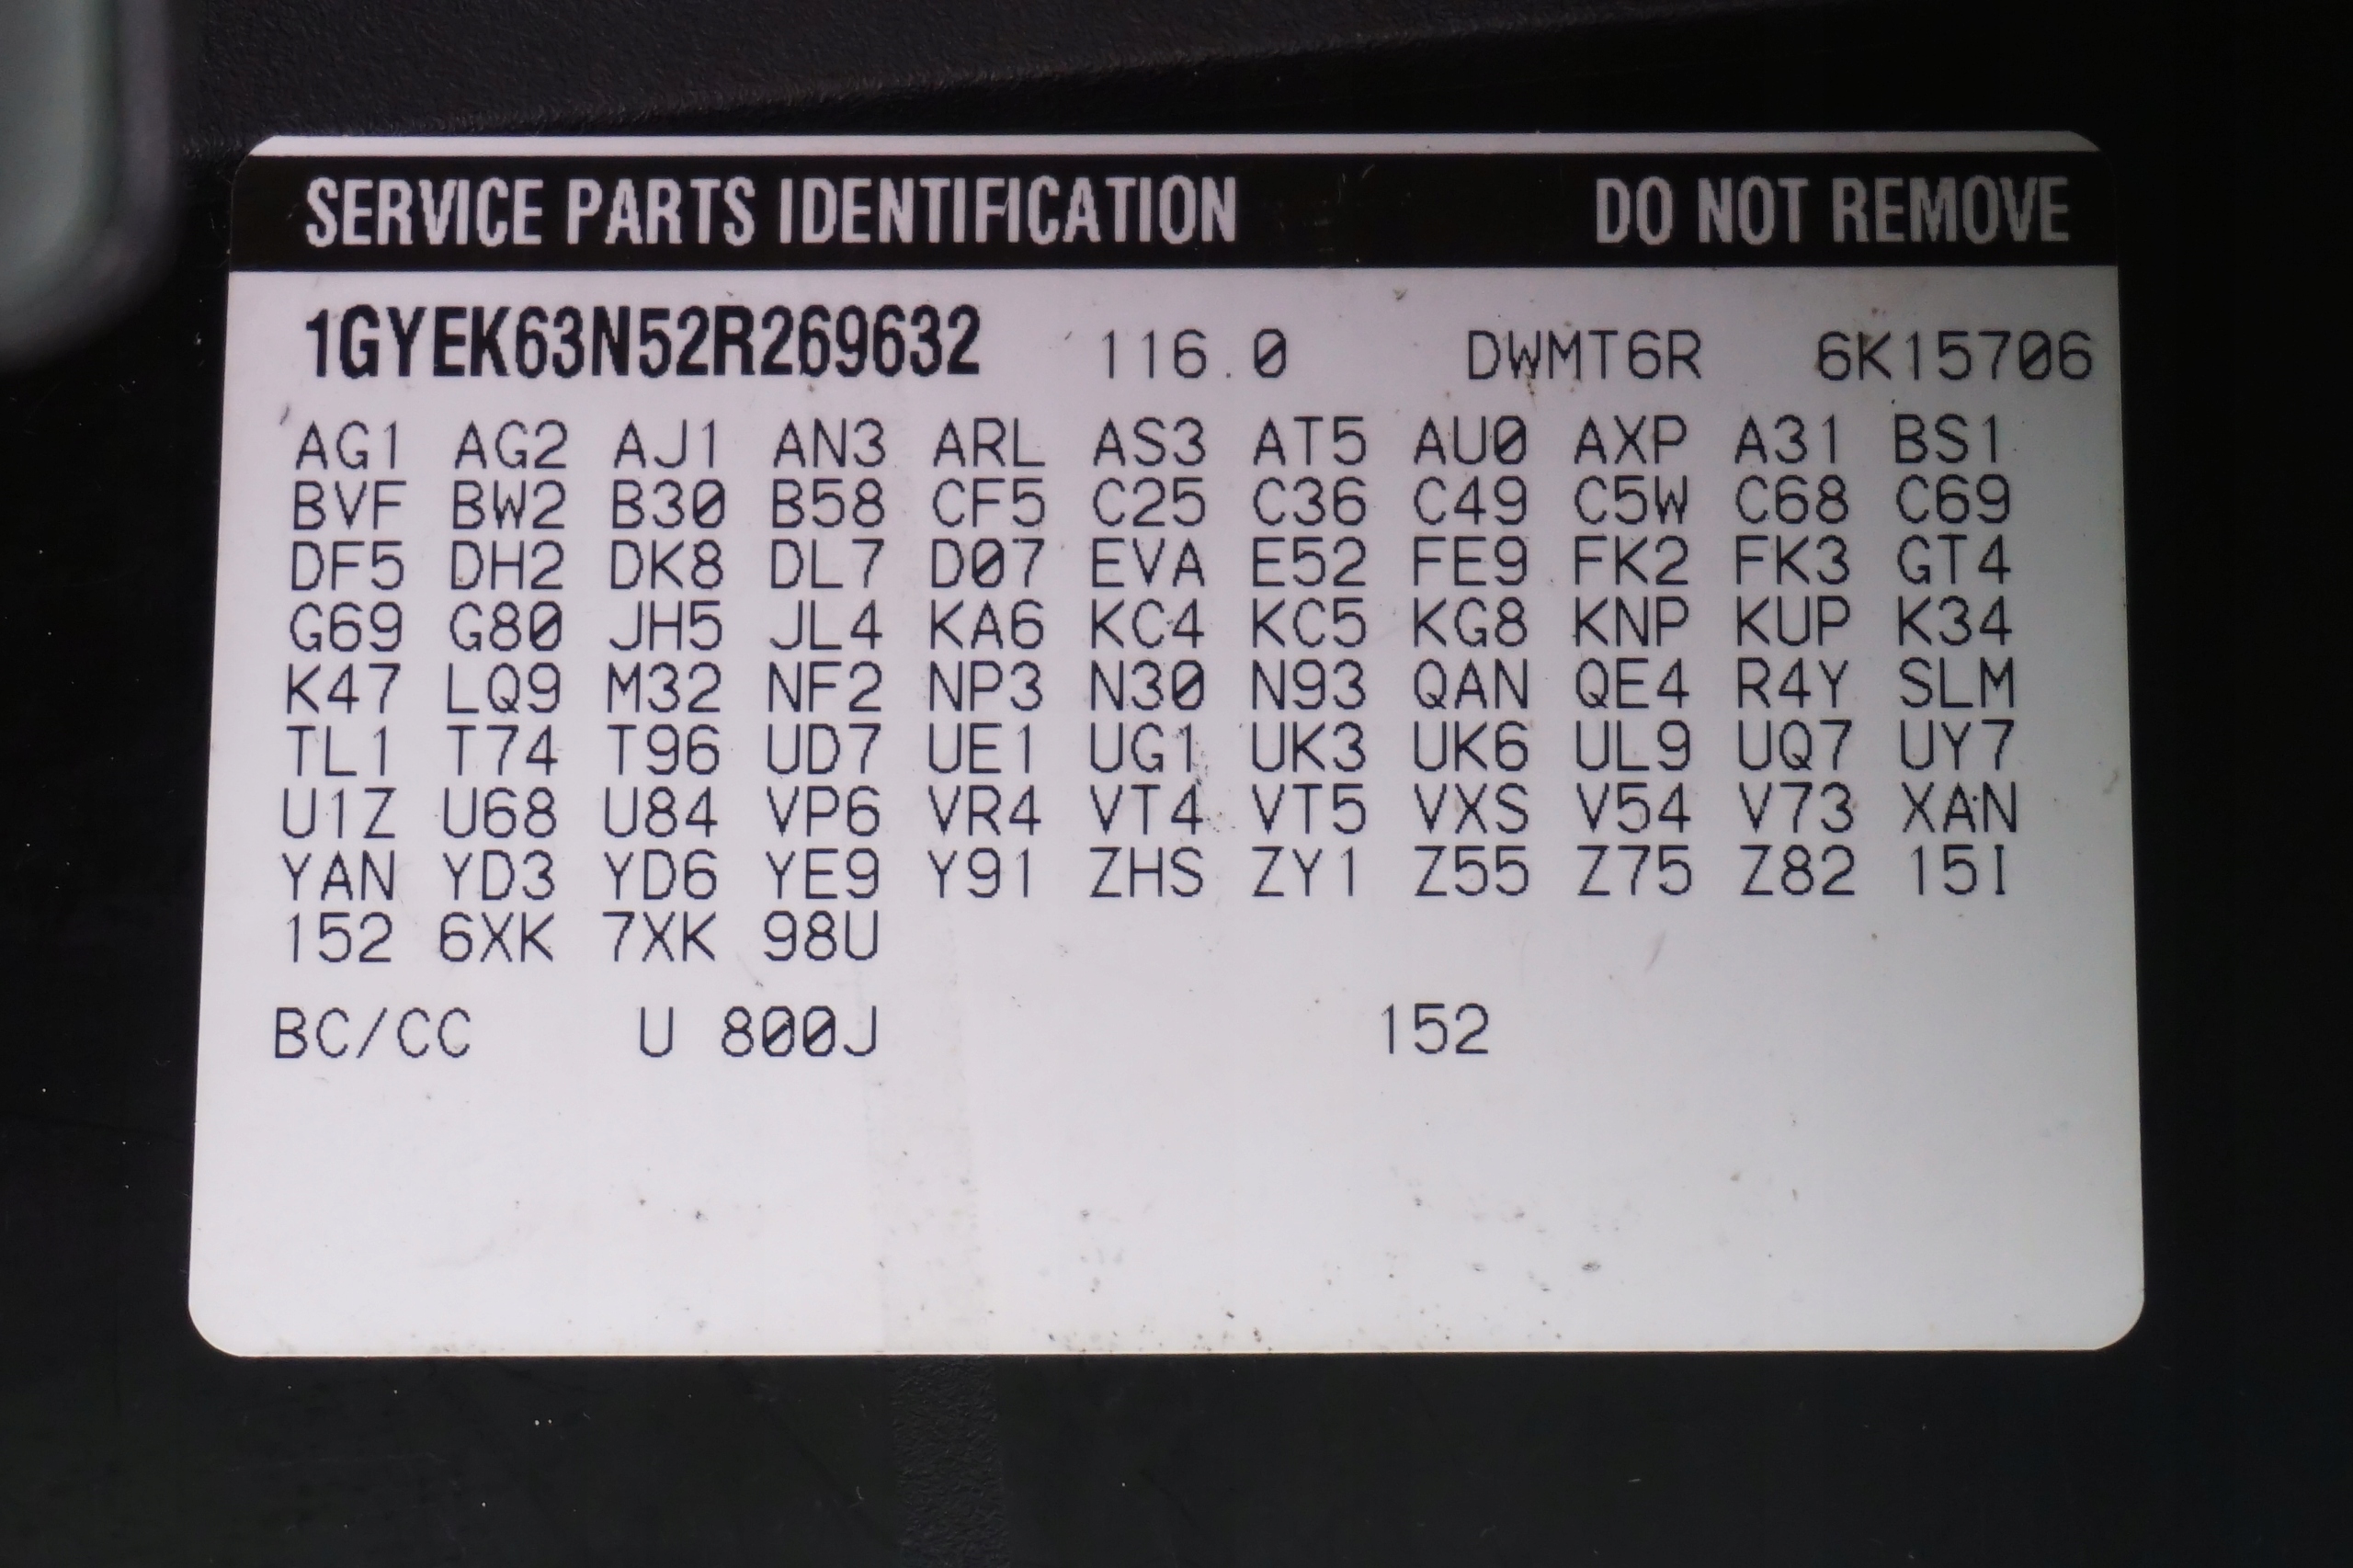 SERVICE PARTS IDENTIFICATION DO NOT REMOVE
1GYEK63N52R269632 116.0 DWMT6R 6K15706
AG1 AG2 AJ1 AN3 ARL AS3 AT5 AU0 AXP A31 BS1
BVF BW2 B30 B58 CF5 C25 C36 C49 C5W C68 C69
DF5 DH2 DK8 DL7 D07 EVA E52 FE9 FK2 FK3 GT4
G69 G80 JH5 JL4 KA6 KC4 KC5 KG8 KNP KUP K34
K47 LQ9 M32 NF2 NP3 N30 N93 QAN QE4 R4Y SLM
TL1 T74 T96 UD7 UE1 UG1 UK3 UK6 UL9 UQ7 UY7
U1Z U68 U84 VP6 VR4 VT4 VT5 VXS V54 V73 XAN
YAN YD3 YD6 YE9 Y91 ZHS ZY1 Z55 Z75 Z82 15I
152 6XK 7XK 98U
BC/CC U 800J 152